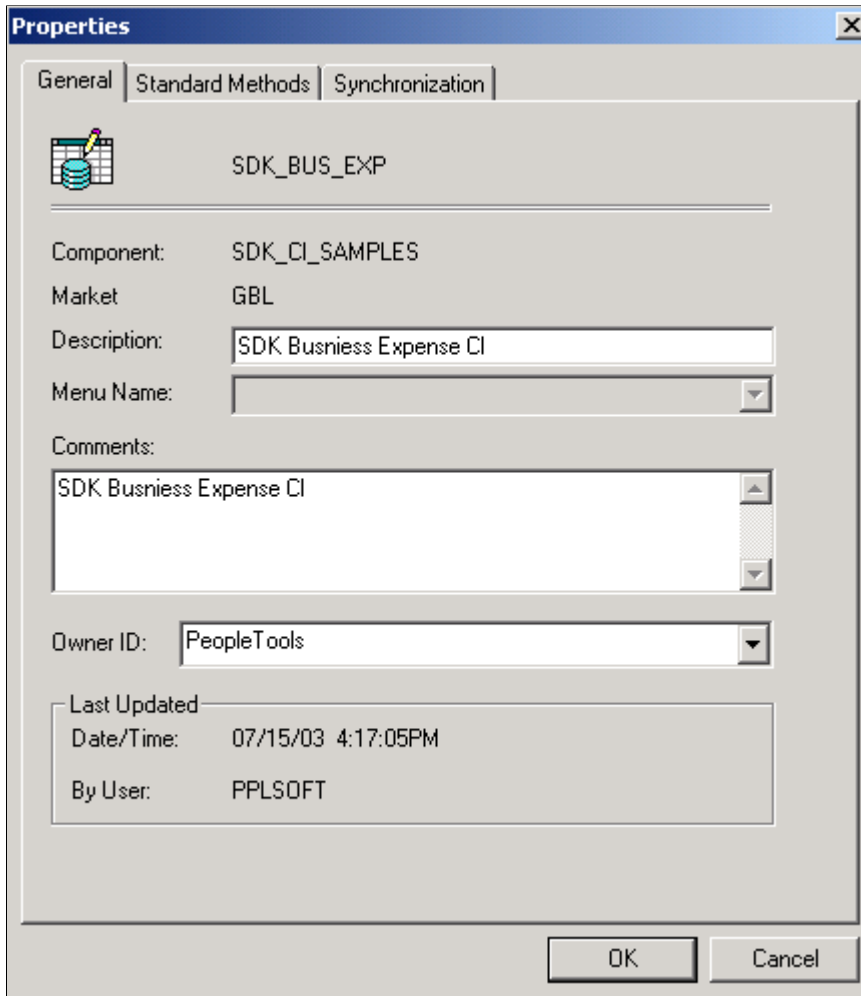 Properties
General Standard Methods Synchronization
SDK_BUS_EXP
Component: SDK_CI_SAMPLES
Market GBL
Description: SDK Busniess Expense CI
Menu Name:
Comments:
SDK Busniess Expense CI
Owner ID: PeopleTools
Last Updated
Date/Time: 07/15/03 4:17:05PM
By User: PPLSOFT
OK Cancel